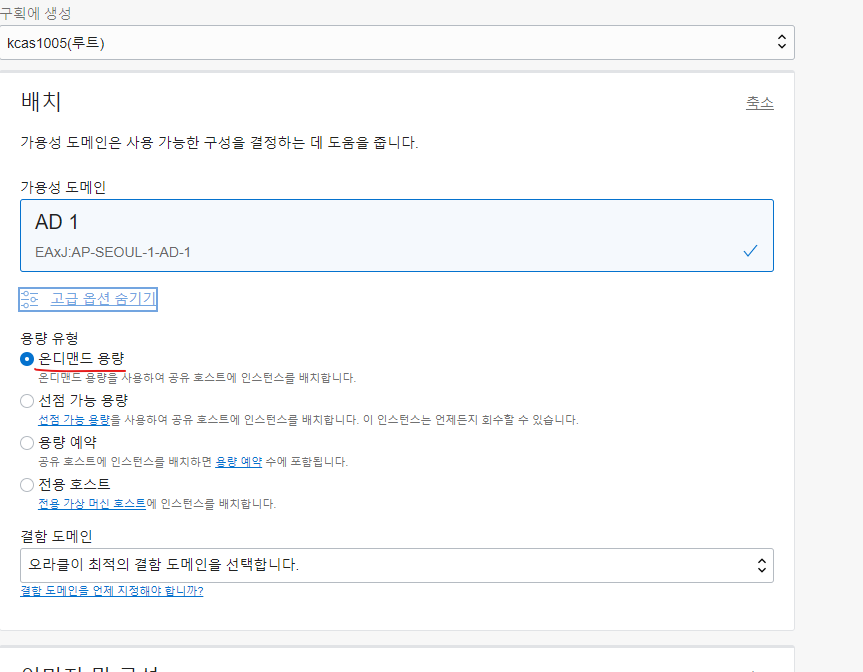 구획에 생성
kcas1005(루트)
배치
축소
가용성 도메인은 사용 가능한 구성을 결정하는 데 도움을 줍니다.
가용성 도메인
AD 1
EAxJ:AP-SEOUL-1-AD-1
고급 옵션 숨기기
용량 유형
온디맨드 용량
온디맨드 용량을 사용하여 공유 호스트에 인스턴스를 배치합니다.
선점 가능 용량
선점 가능 용량을 사용하여 공유 호스트에 인스턴스를 배치합니다. 이 인스턴스는 언제든지 회수할 수 있습니다.
용량 예약
공유 호스트에 인스턴스를 배치하면 용량 예약 수에 포함됩니다.
전용 호스트
전용 가상 머신 호스트에 인스턴스를 배치합니다.
결함 도메인
오라클이 최적의 결함 도메인을 선택합니다.
결함 도메인을 언제 지정해야 합니까?